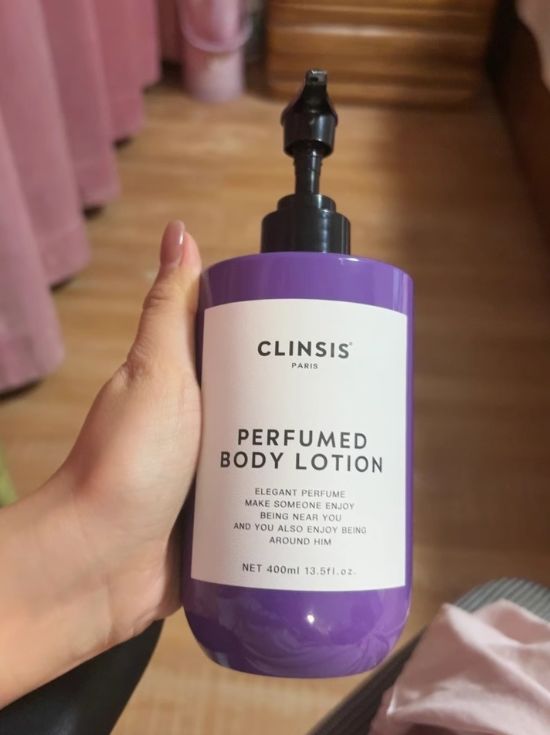 CLINSIS®
PARIS
PERFUMED
BODY LOTION
ELEGANT PERFUME
MAKE SOMEONE ENJOY
BEING NEAR YOU
AND YOU ALSO ENJOY BEING
AROUND HIM
NET 400ml 13.5fl.oz.